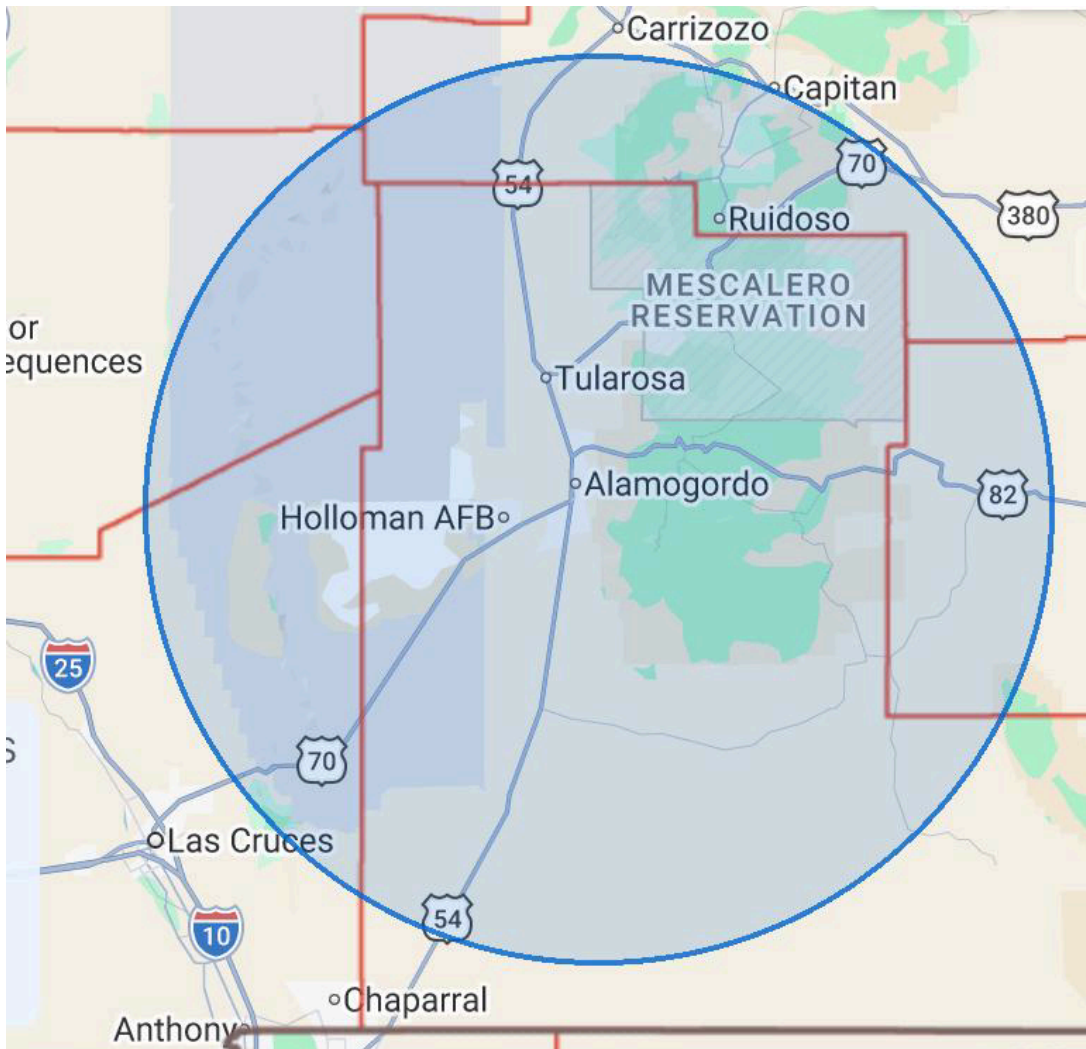 Carrizozo
Capitan
54
70
380
Ruidoso
MESCALERO
RESERVATION
or
equences
Tularosa
Alamogordo
82
Holloman AFB
25
S
70
Las Cruces
54
10
Chaparral
Anthony